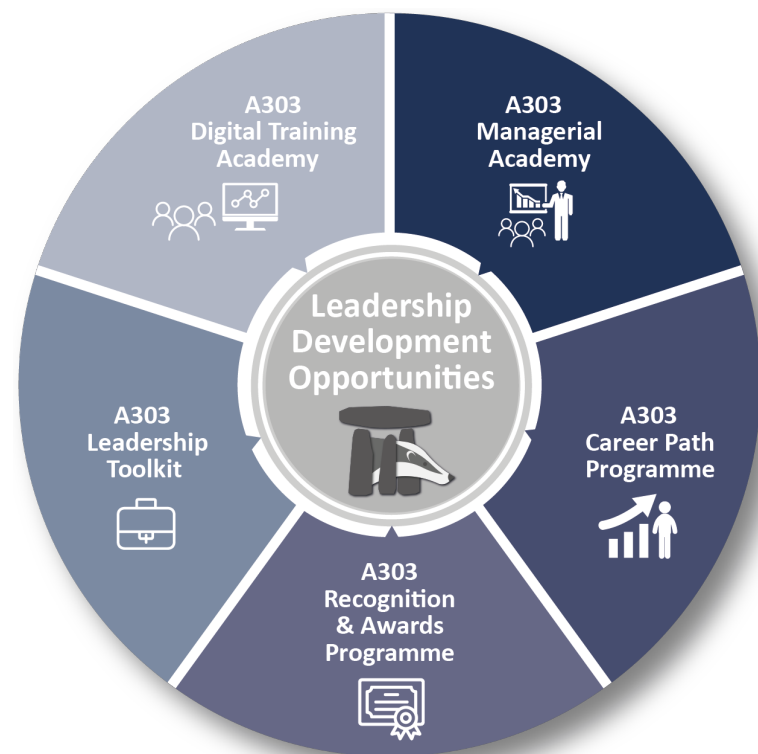 A303
Digital Training
Academy
A303
Managerial
Academy
Leadership
Development
Opportunities
A303
Leadership
Toolkit
A303
Career Path
Programme
A303
Recognition
& Awards
Programme